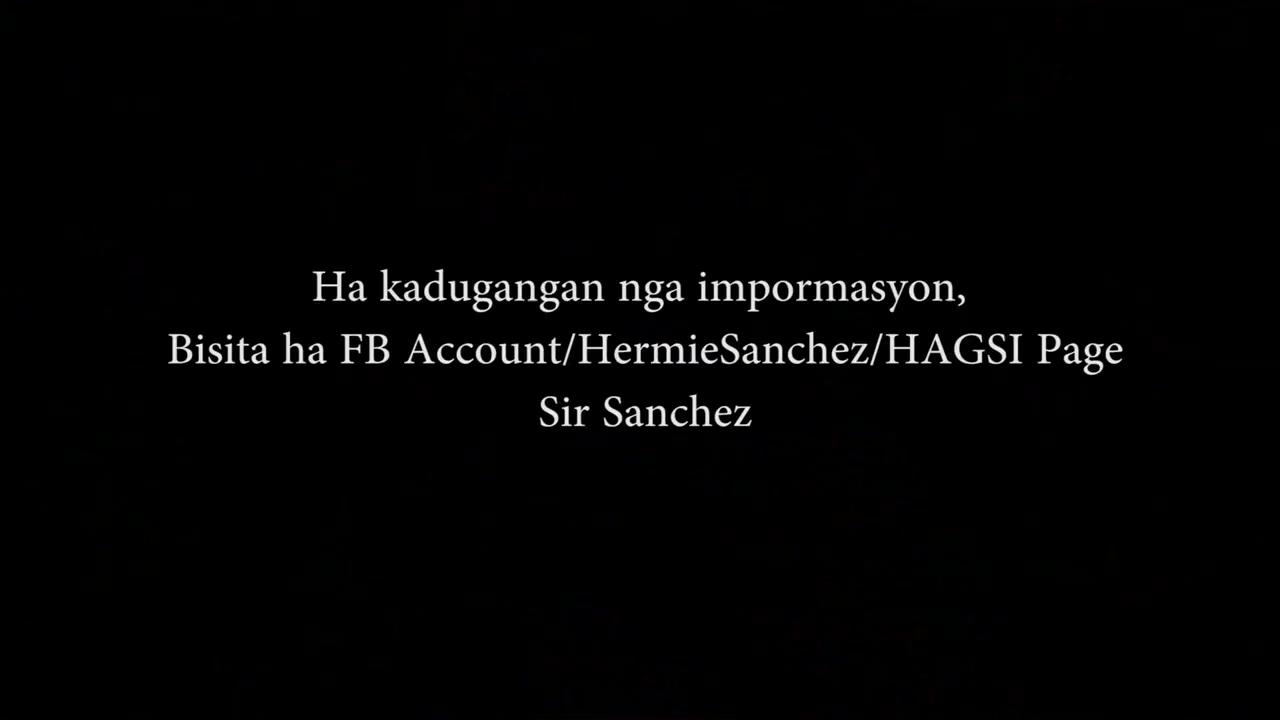 Ha kadugangan nga impormasyon,
Bisita ha FB Account/HermieSanchez/HAGSI Page
Sir Sanchez